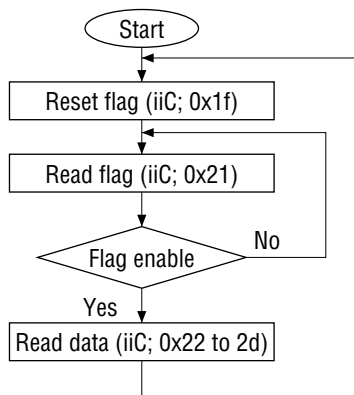 Start
Reset flag (iiC; 0x1f)
Read flag (iiC; 0x21)
Flag enable
No
Yes
Read data (iiC; 0x22 to 2d)